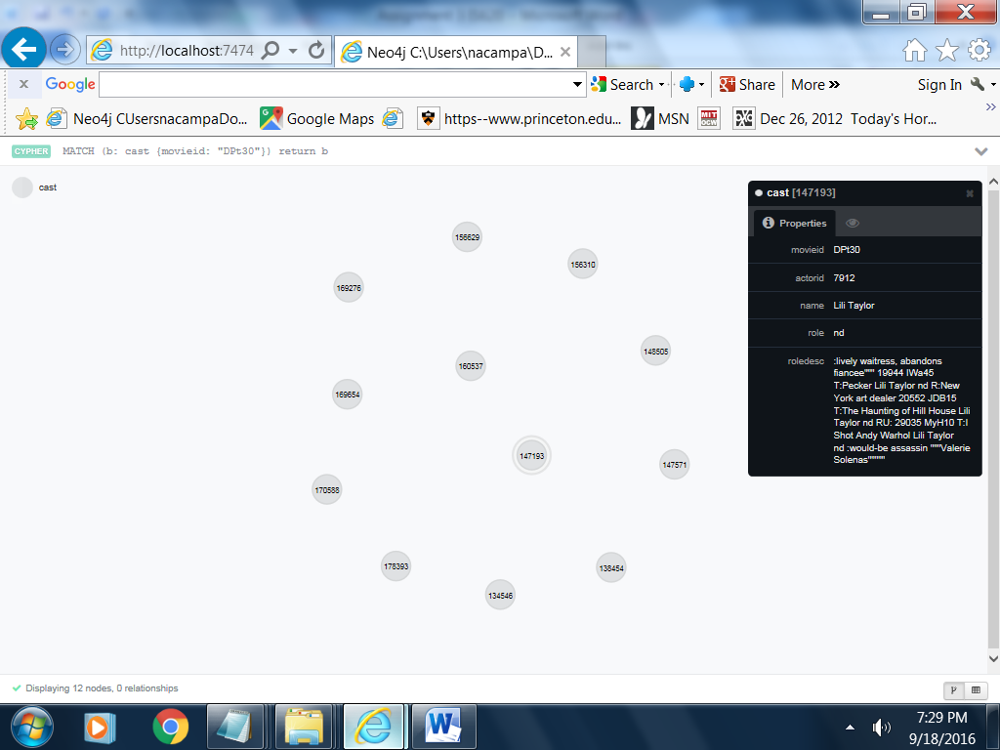 http://localhost:7474
Neo4j C:\Users\nacampa\D...
x Google Search Share More » Sign In
Neo4j CUsersnacampaDo... Google Maps https--www.princeton.edu... MSN MIT OCW Dec 26, 2012 Today's Hor...
CYPHER MATCH (b: cast {movieid: "DPt30"}) return b
cast
156629
156310
169276
148505
160537
169654
147193
147571
170588
178393
138454
134546
cast [147193]
Properties
movieid DPt30
actorid 7912
name Lili Taylor
role nd
roledesc :lively waitress, abandons
fiancee"""" 19944 IWa45
T:Pecker Lili Taylor nd R:New
York art dealer 20552 JDB15
T:The Haunting of Hill House Lili
Taylor nd RU: 29035 MyH10 T:I
Shot Andy Warhol Lili Taylor
nd :would-be assassin """"Valerie
Solenas""""""
Displaying 12 nodes, 0 relationships
7:29 PM
9/18/2016